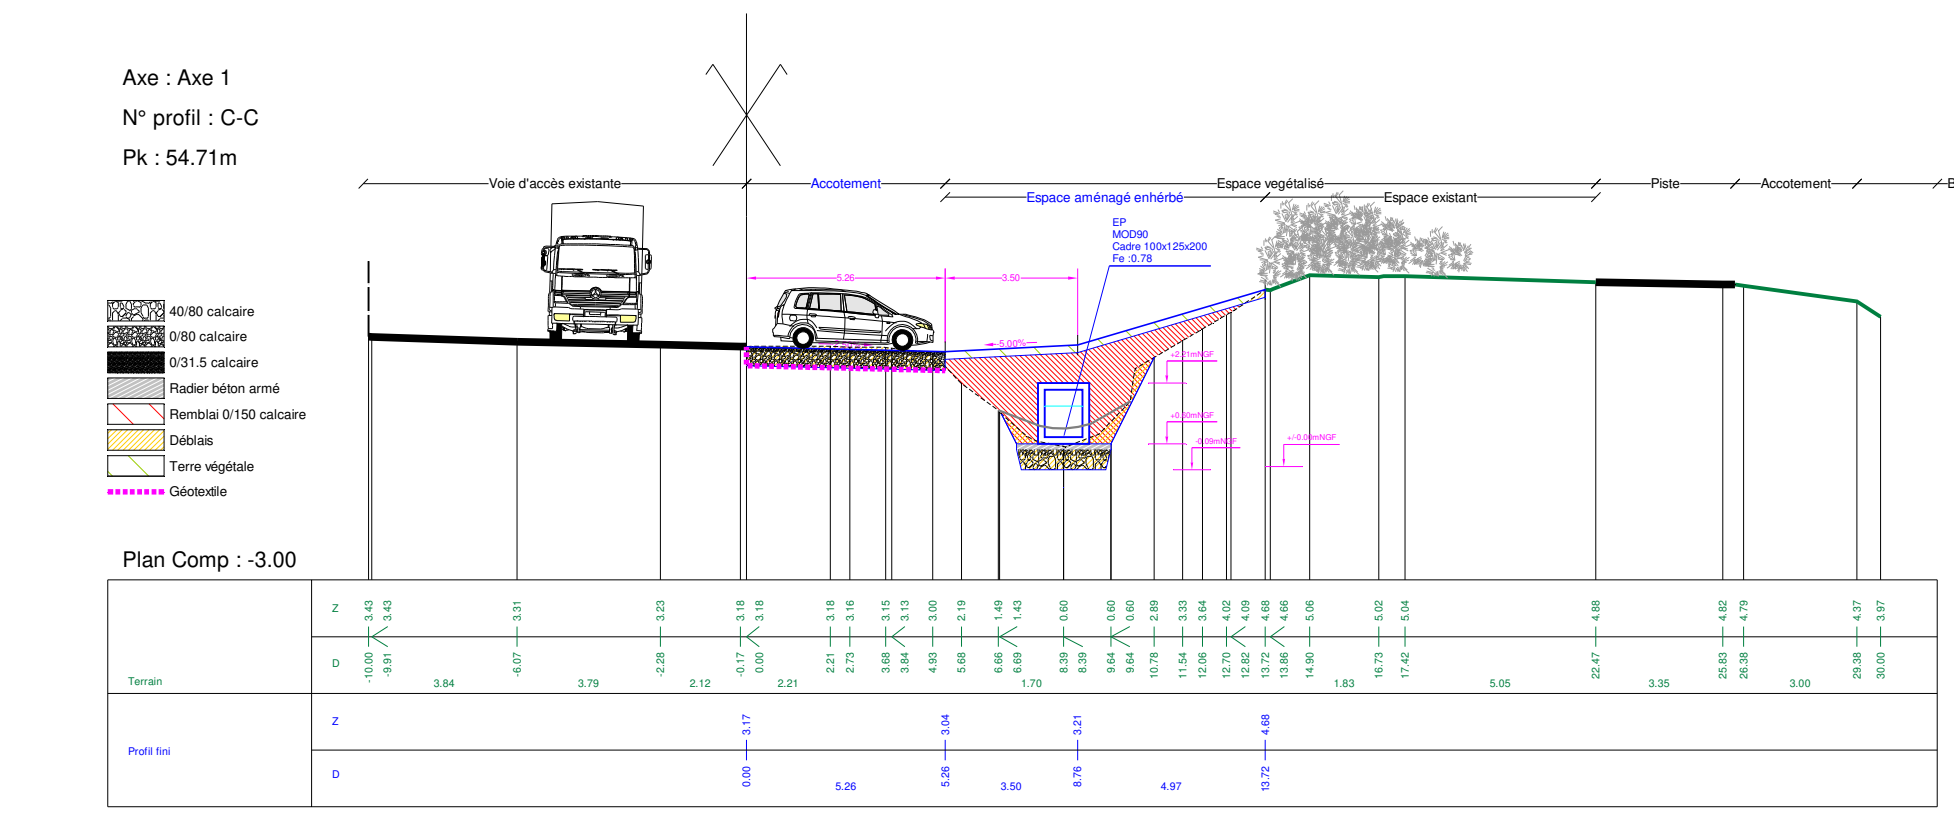 Axe : Axe 1
N° profil : C-C
Pk : 54.71m
Voie d'accès existante
Accotement
Espace vegétalisé
Piste
Accotement
B
Espace aménagé enhérbé
Espace existant
EP
MOD90
Cadre 100x125x200
Fe :0.78
5.26
3.50
5.00%
+2.21mNGF
+0.60mNGF
-0.09mNGF
+/-0.00mNGF
40/80 calcaire
0/80 calcaire
0/31.5 calcaire
Radier béton armé
Remblai 0/150 calcaire
Déblais
Terre végétale
Géotextile
Plan Comp : -3.00
Terrain
Z
3.43 3.43 3.31 3.23 3.18 3.18 3.18 3.16 3.15 3.13 3.00 2.19 1.49 1.43 0.60 0.60 0.60 2.89 3.33 3.64 4.02 4.09 4.68 4.66 5.06 5.02 5.04 4.88 4.82 4.79 4.37 3.97
D
-10.00 -9.91 -6.07 -2.28 -0.17 0.00 2.21 2.73 3.68 3.84 4.93 5.68 6.66 6.69 8.39 8.39 9.64 9.64 10.78 11.54 12.06 12.70 12.82 13.72 13.86 14.90 16.73 17.42 22.47 25.83 26.38 29.38 30.00
3.84 3.79 2.12 2.21 1.70 1.83 5.05 3.35 3.00
Profil fini
Z
3.17 3.04 3.21 4.68
D
0.00 5.26 8.76 13.72
5.26 3.50 4.97